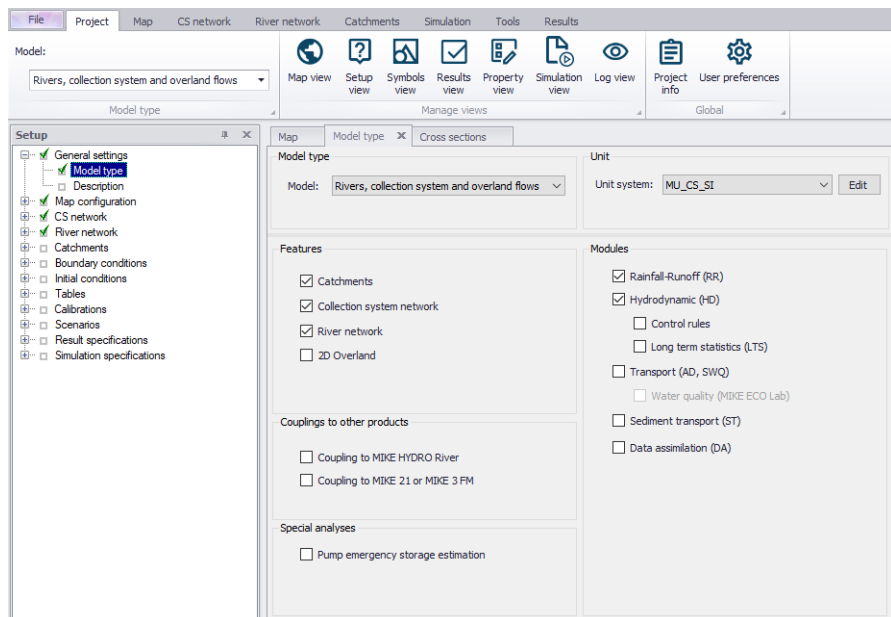 File Project Map CS network River network Catchments Simulation Tools Results
Model:
Rivers, collection system and overland flows
Model type
Map view
Setup view
Symbols view
Results view
Property view
Simulation view
Log view
Manage views
Project info
User preferences
Global
Setup
General settings
Model type
Description
Map configuration
CS network
River network
Catchments
Boundary conditions
Initial conditions
Tables
Calibrations
Scenarios
Result specifications
Simulation specifications
Map Model type Cross sections
Model type
Model: Rivers, collection system and overland flows
Unit
Unit system: MU_CS_SI Edit
Features
Catchments
Collection system network
River network
2D Overland
Couplings to other products
Coupling to MIKE HYDRO River
Coupling to MIKE 21 or MIKE 3 FM
Special analyses
Pump emergency storage estimation
Modules
Rainfall-Runoff (RR)
Hydrodynamic (HD)
Control rules
Long term statistics (LTS)
Transport (AD, SWQ)
Water quality (MIKE ECO Lab)
Sediment transport (ST)
Data assimilation (DA)